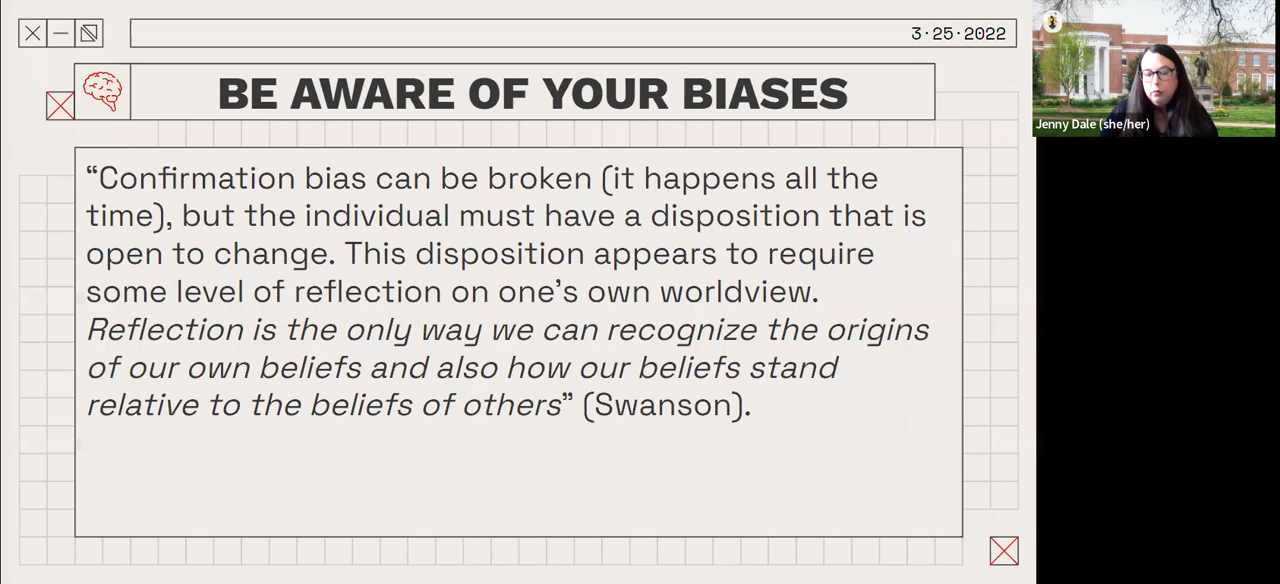 3·25·2022
BE AWARE OF YOUR BIASES
“Confirmation bias can be broken (it happens all the
time), but the individual must have a disposition that is
open to change. This disposition appears to require
some level of reflection on one’s own worldview.
Reflection is the only way we can recognize the origins
of our own beliefs and also how our beliefs stand
relative to the beliefs of others” (Swanson).
Jenny Dale (she/her)